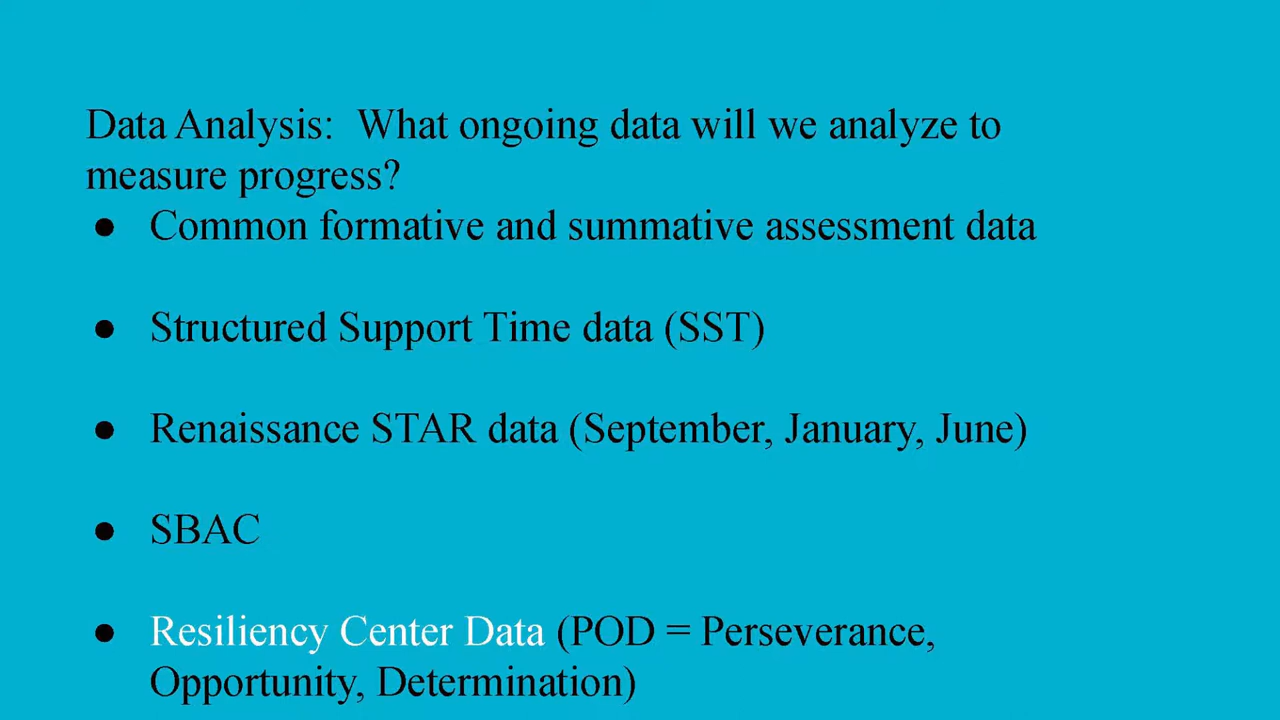 Data Analysis:  What ongoing data will we analyze to
measure progress?
● Common formative and summative assessment data
● Structured Support Time data (SST)
● Renaissance STAR data (September, January, June)
● SBAC
● Resiliency Center Data (POD = Perseverance,
Opportunity, Determination)